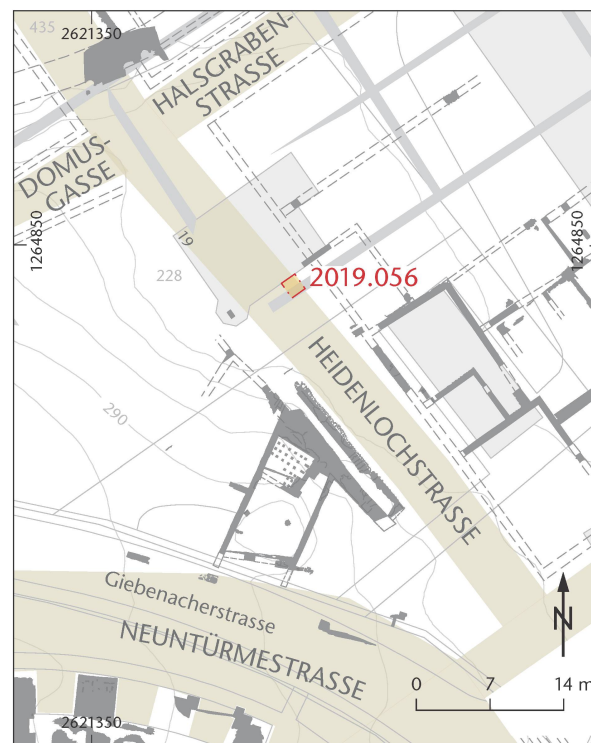 435
2621350
HALSGRABEN-
STRASSE
DOMUS-
GASSE
1264850
1264850
19
228
2019.056
HEIDENLOCHSTRASSE
290
Giebenacherstrasse
NEUNTÜRMESTRASSE
N
0 7 14 m
2621350